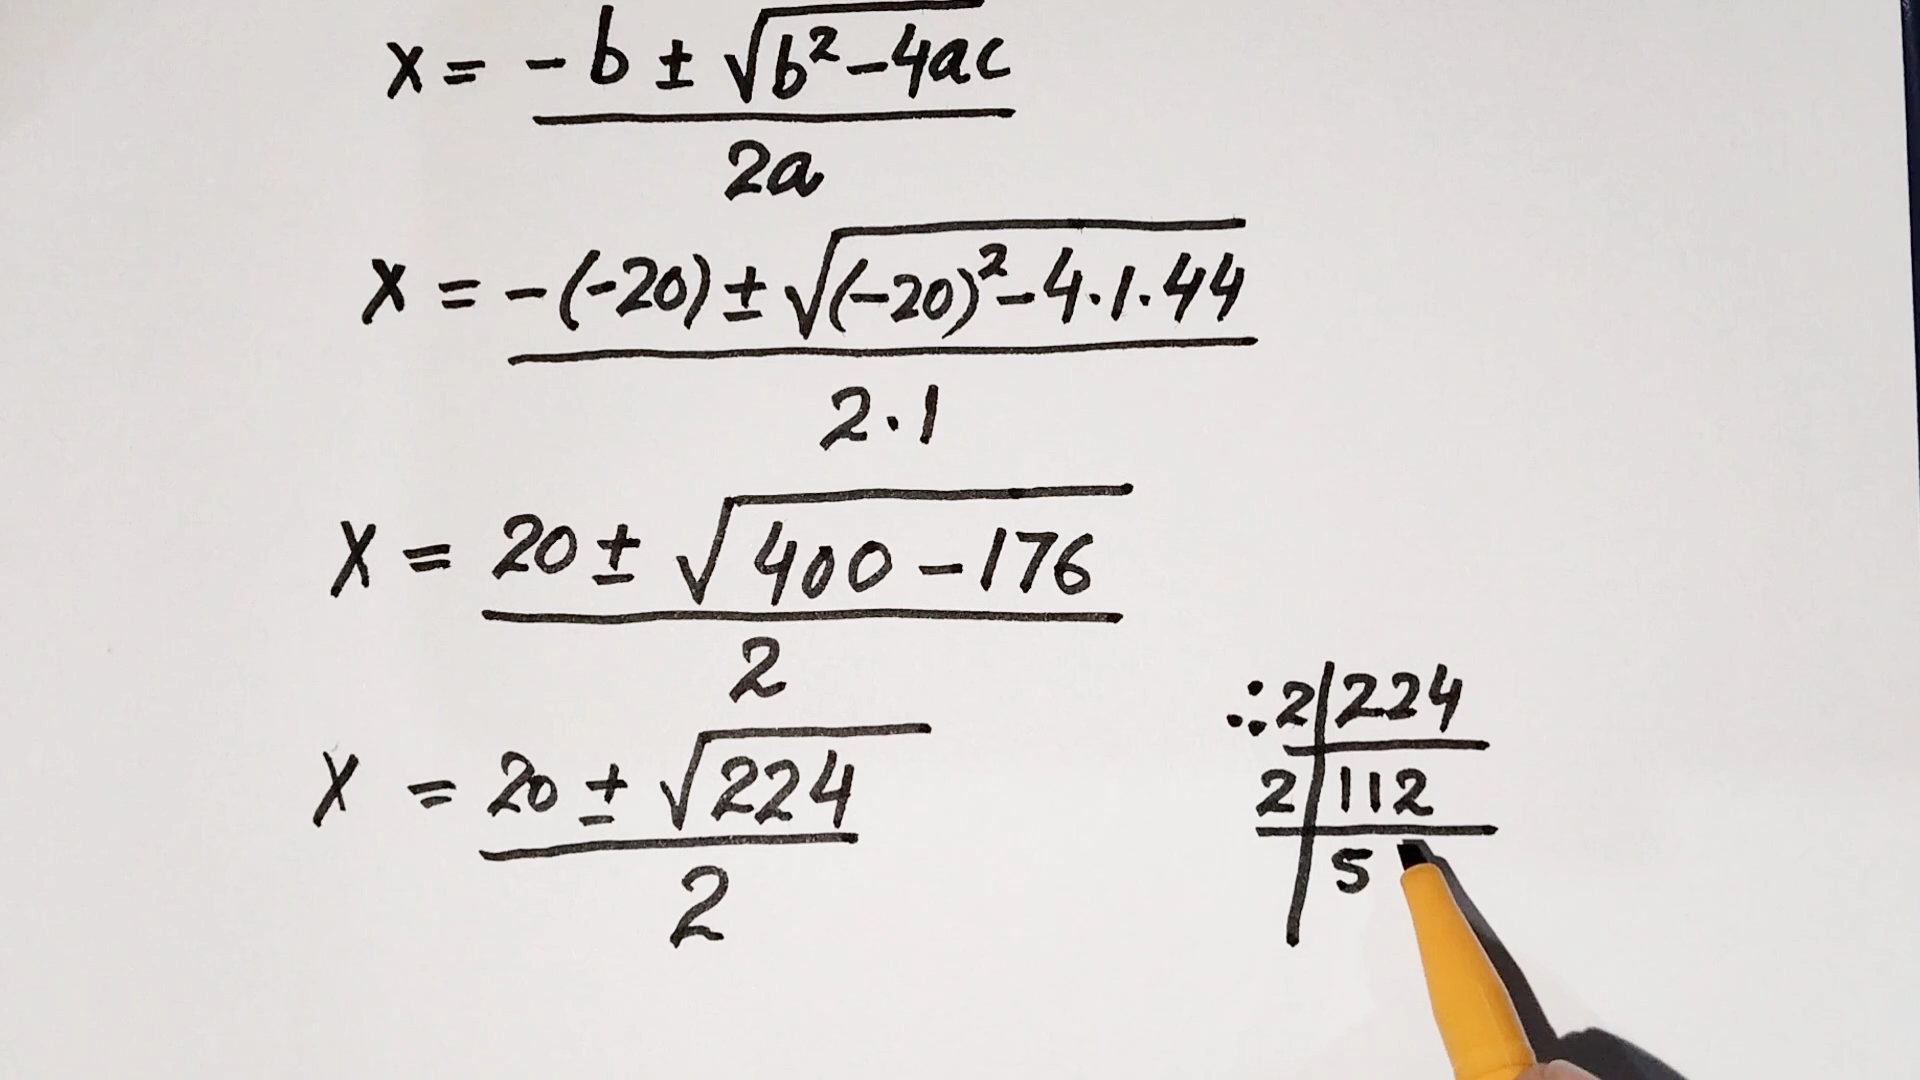 x = -b ± √b²-4ac
2a
x = -(-20) ± √(-20)²-4.1.44
2.1
x = 20 ± √400-176
2
∴ 2 224
x = 20 ± √224
2 112
2
5